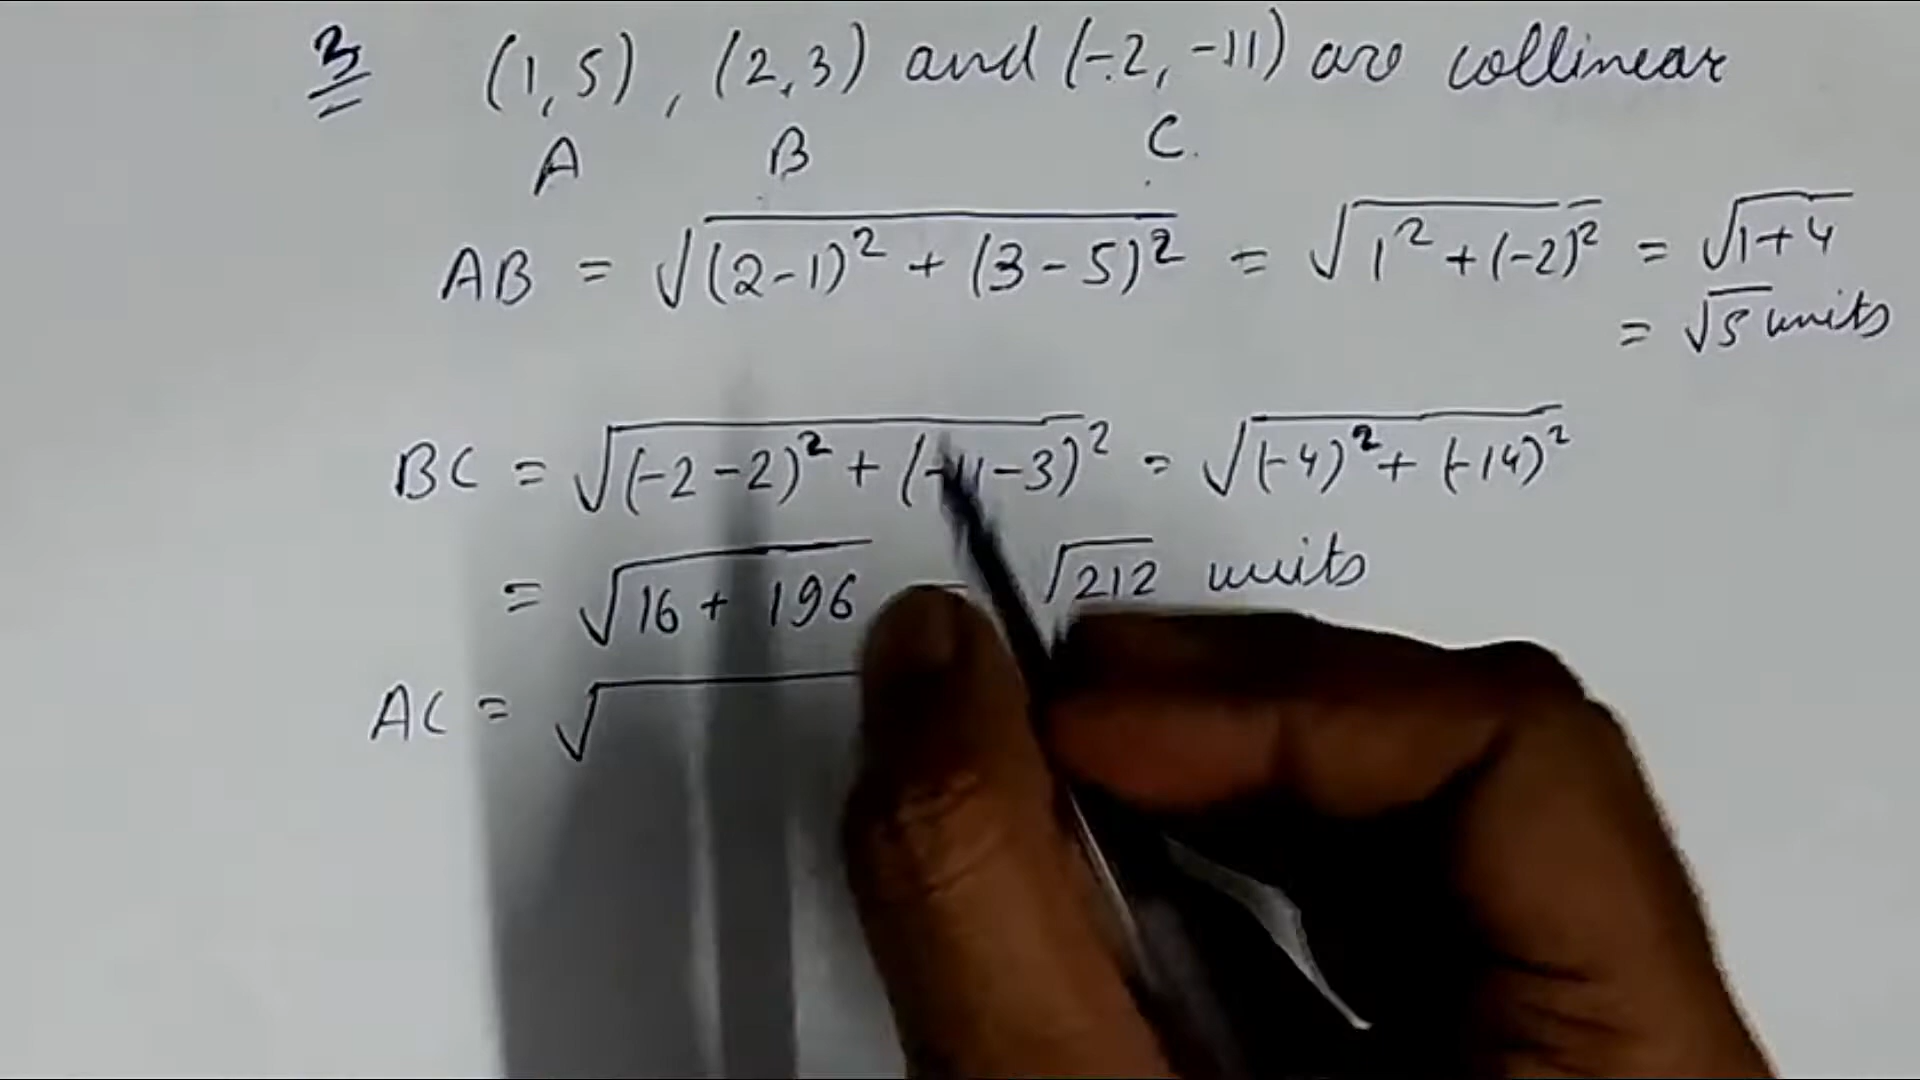 3 (1,5), (2,3) and (-2, -11) are collinear
A B C.
AB = √(2-1)² + (3-5)² = √1² + (-2)² = √1+4
= √5 units
BC = √(-2-2)² + (-11-3)² = √(-4)² + (-14)²
= √16 + 196 = √212 units
AC = √